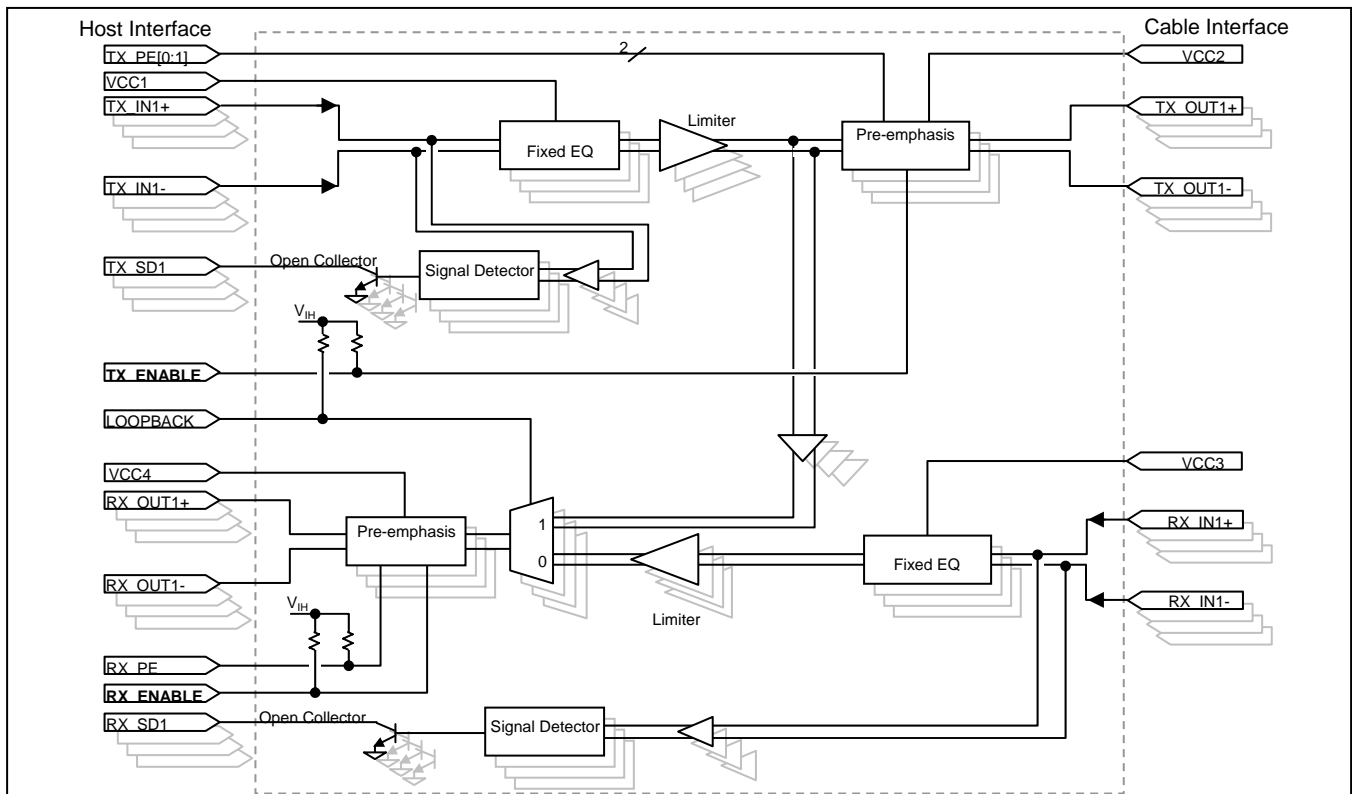 Host Interface
Cable Interface
TX_PE[0:1]
2
VCC2
VCC1
TX_IN1+
TX_OUT1+
Limiter
Fixed EQ
Pre-emphasis
TX_IN1-
TX_OUT1-
TX_SD1
Open Collector
Signal Detector
VIH
TX_ENABLE
LOOPBACK
VCC4
VCC3
RX_OUT1+
Pre-emphasis
1
RX_IN1+
0
Fixed EQ
RX_OUT1-
RX_IN1-
VIH
Limiter
RX_PE
RX_ENABLE
RX_SD1
Open Collector
Signal Detector